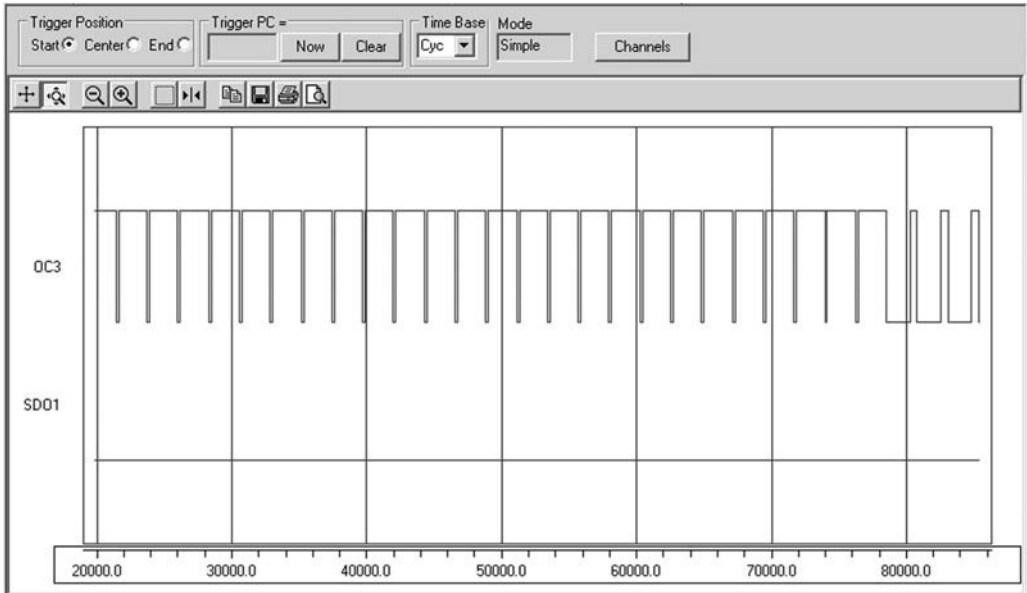 Trigger Position
Start Center End
Trigger PC =
Now Clear
Time Base
Cyc
Mode
Simple
Channels
OC3
SDO1
20000.0 30000.0 40000.0 50000.0 60000.0 70000.0 80000.0